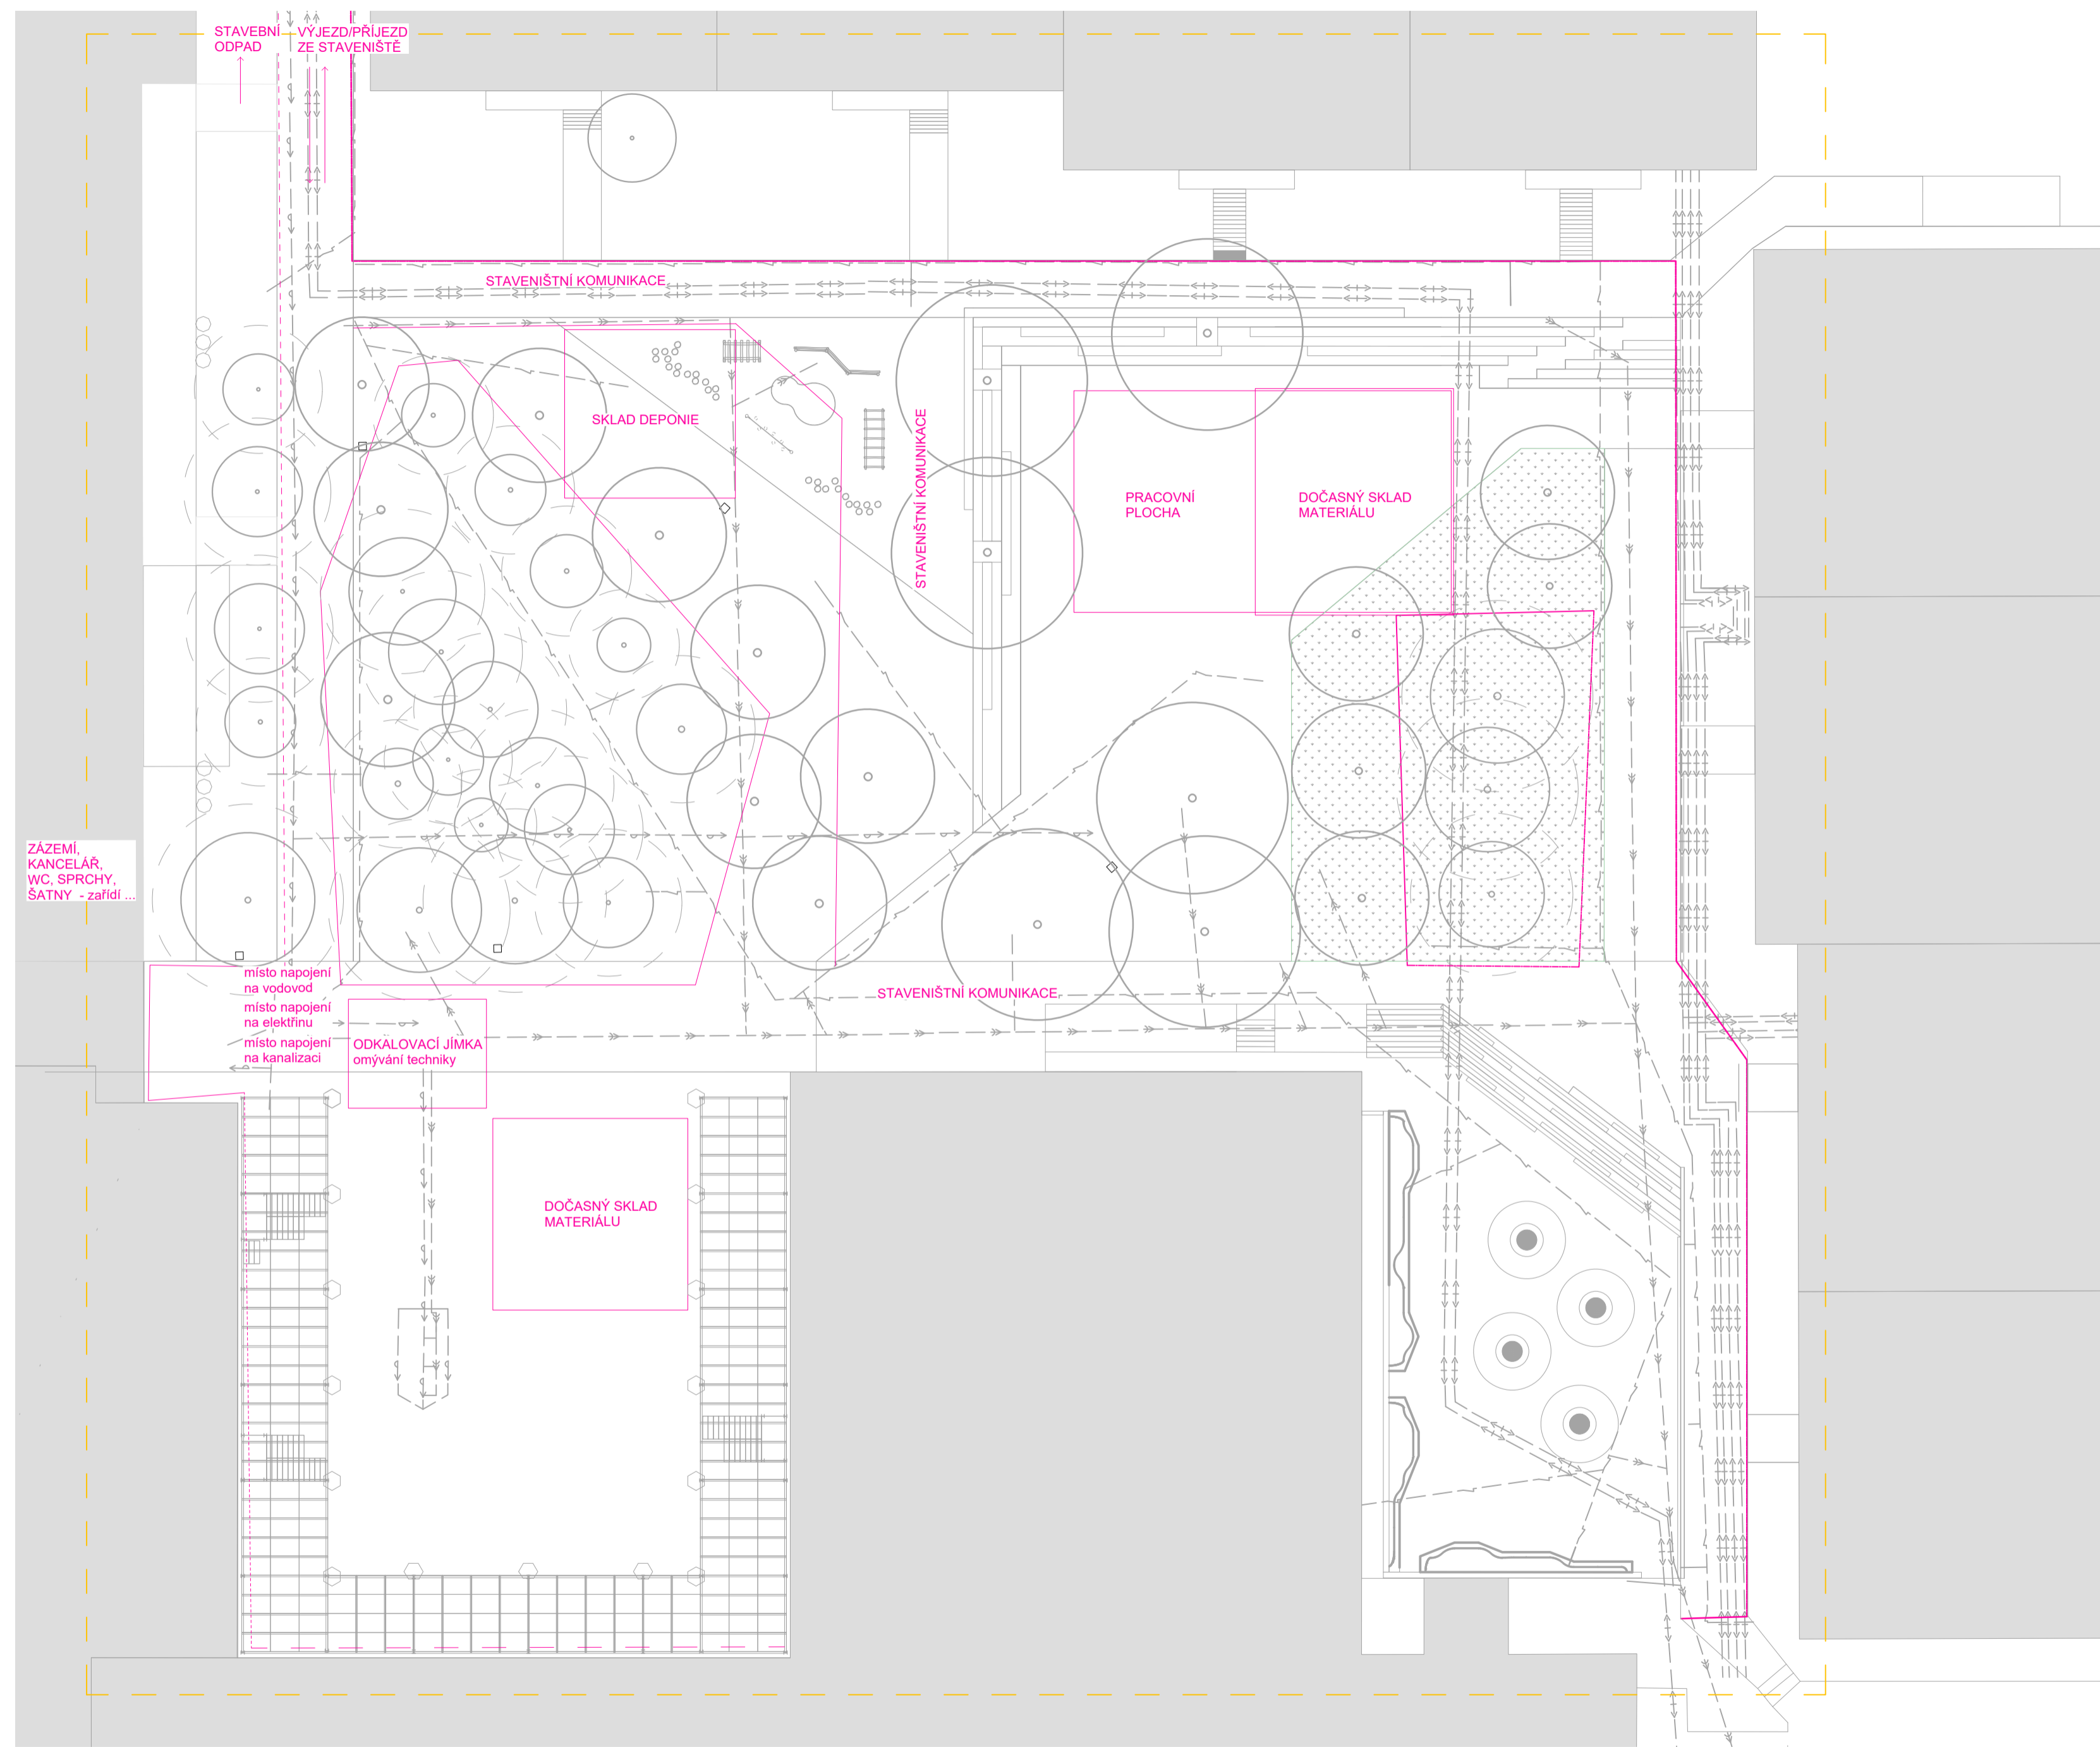 STAVEBNÍ
ODPAD
VÝJEZD/PŘÍJEZD
ZE STAVENIŠTĚ
STAVENIŠTNÍ KOMUNIKACE
SKLAD DEPONIE
STAVENIŠTNÍ KOMUNIKACE
PRACOVNÍ
PLOCHA
DOČASNÝ SKLAD
MATERIÁLU
ZÁZEMÍ,
KANCELÁŘ,
WC, SPRCHY,
ŠATNY - zařídí ...
místo napojení
na vodovod
místo napojení
na elektřinu
místo napojení
na kanalizaci
STAVENIŠTNÍ KOMUNIKACE
ODKALOVACÍ JÍMKA
omývání techniky
DOČASNÝ SKLAD
MATERIÁLU